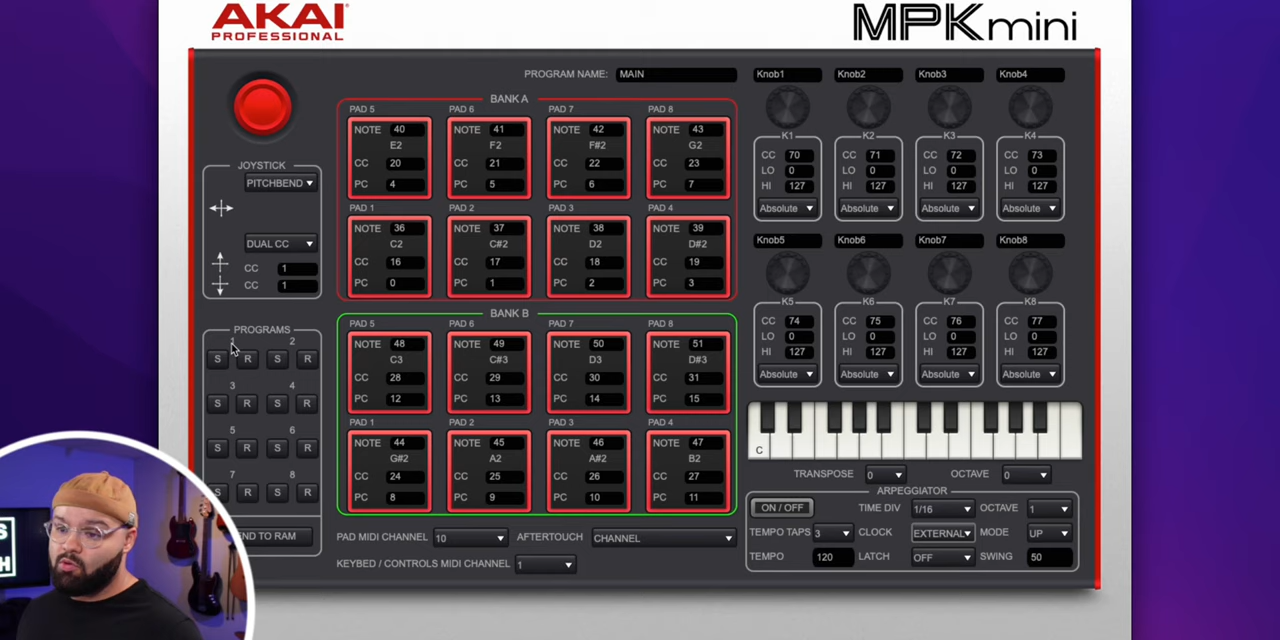 AKAI
PROFESSIONAL
MPKmini
PROGRAM NAME: MAIN
Knob1 Knob2 Knob3 Knob4
BANK A
PAD 5 PAD 6 PAD 7 PAD 8
NOTE 40 NOTE 41 NOTE 42 NOTE 43
E2 F2 F#2 G2
CC 20 CC 21 CC 22 CC 23
PC 4 PC 5 PC 6 PC 7
PAD 1 PAD 2 PAD 3 PAD 4
NOTE 36 NOTE 37 NOTE 38 NOTE 39
C2 C#2 D2 D#2
CC 16 CC 17 CC 18 CC 19
PC 0 PC 1 PC 2 PC 3
K1 K2 K3 K4
CC 70 CC 71 CC 72 CC 73
LO 0 LO 0 LO 0 LO 0
HI 127 HI 127 HI 127 HI 127
Absolute Absolute Absolute Absolute
JOYSTICK
PITCHBEND
DUAL CC
CC 1
CC 1
Knob5 Knob6 Knob7 Knob8
K5 K6 K7 K8
CC 74 CC 75 CC 76 CC 77
LO 0 LO 0 LO 0 LO 0
HI 127 HI 127 HI 127 HI 127
Absolute Absolute Absolute Absolute
PROGRAMS
1 2
S R S R
3 4
S R S R
5 6
S R S R
7 8
S R S R
END TO RAM
BANK B
PAD 5 PAD 6 PAD 7 PAD 8
NOTE 48 NOTE 49 NOTE 50 NOTE 51
C3 C#3 D3 D#3
CC 28 CC 29 CC 30 CC 31
PC 12 PC 13 PC 14 PC 15
PAD 1 PAD 2 PAD 3 PAD 4
NOTE 44 NOTE 45 NOTE 46 NOTE 47
G#2 A2 A#2 B2
CC 24 CC 25 CC 26 CC 27
PC 8 PC 9 PC 10 PC 11
C
TRANSPOSE 0 OCTAVE 0
ARPEGGIATOR
ON / OFF TIME DIV 1/16 OCTAVE 1
TEMPO TAPS 3 CLOCK EXTERNAL MODE UP
TEMPO 120 LATCH OFF SWING 50
PAD MIDI CHANNEL 10 AFTERTOUCH CHANNEL
KEYBED / CONTROLS MIDI CHANNEL 1
S
H